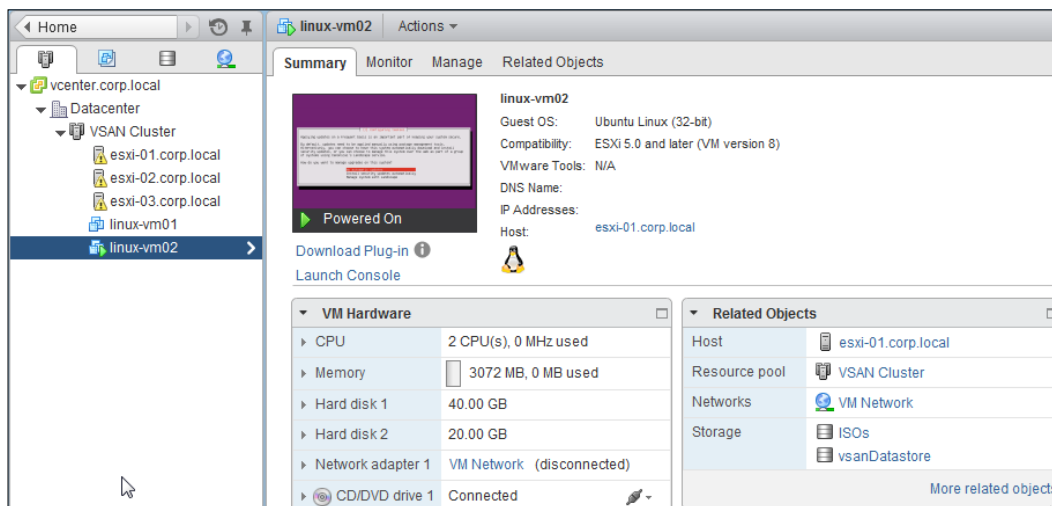 Home
vcenter.corp.local
Datacenter
VSAN Cluster
esxi-01.corp.local
esxi-02.corp.local
esxi-03.corp.local
linux-vm01
linux-vm02
linux-vm02 Actions
Summary Monitor Manage Related Objects
Powered On
Download Plug-in
Launch Console
linux-vm02
Guest OS: Ubuntu Linux (32-bit)
Compatibility: ESXi 5.0 and later (VM version 8)
VMware Tools: N/A
DNS Name:
IP Addresses:
Host: esxi-01.corp.local
VM Hardware
CPU 2 CPU(s), 0 MHz used
Memory 3072 MB, 0 MB used
Hard disk 1 40.00 GB
Hard disk 2 20.00 GB
Network adapter 1 VM Network (disconnected)
CD/DVD drive 1 Connected
Related Objects
Host esxi-01.corp.local
Resource pool VSAN Cluster
Networks VM Network
Storage ISOs
vsanDatastore
More related objects